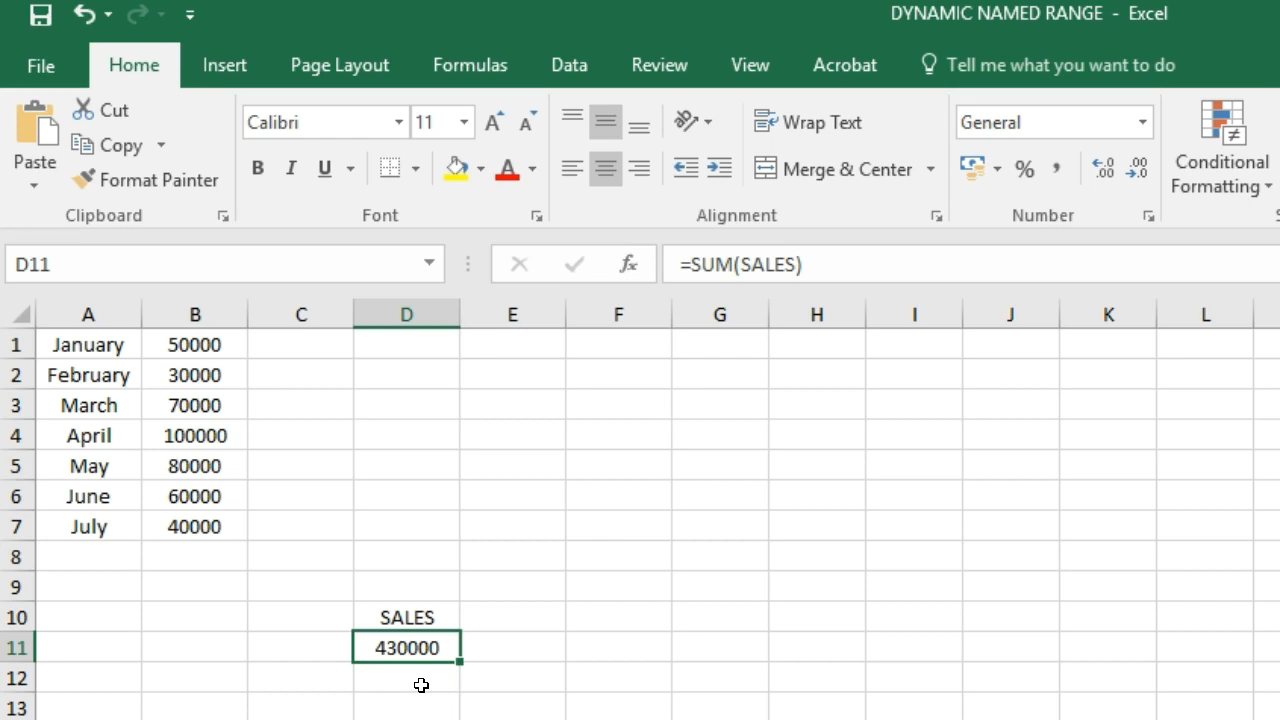 DYNAMIC NAMED RANGE - Excel
File Home Insert Page Layout Formulas Data Review View Acrobat Tell me what you want to do
Paste
Cut
Copy
Format Painter
Clipboard
Calibri 11
B I U
Font
Wrap Text
Merge & Center
Alignment
General
%
Number
Conditional
Formatting
D11 fx =SUM(SALES)
A B C D E F G H I J K L
1 January 50000
2 February 30000
3 March 70000
4 April 100000
5 May 80000
6 June 60000
7 July 40000
8
9
10 SALES
11 430000
12
13